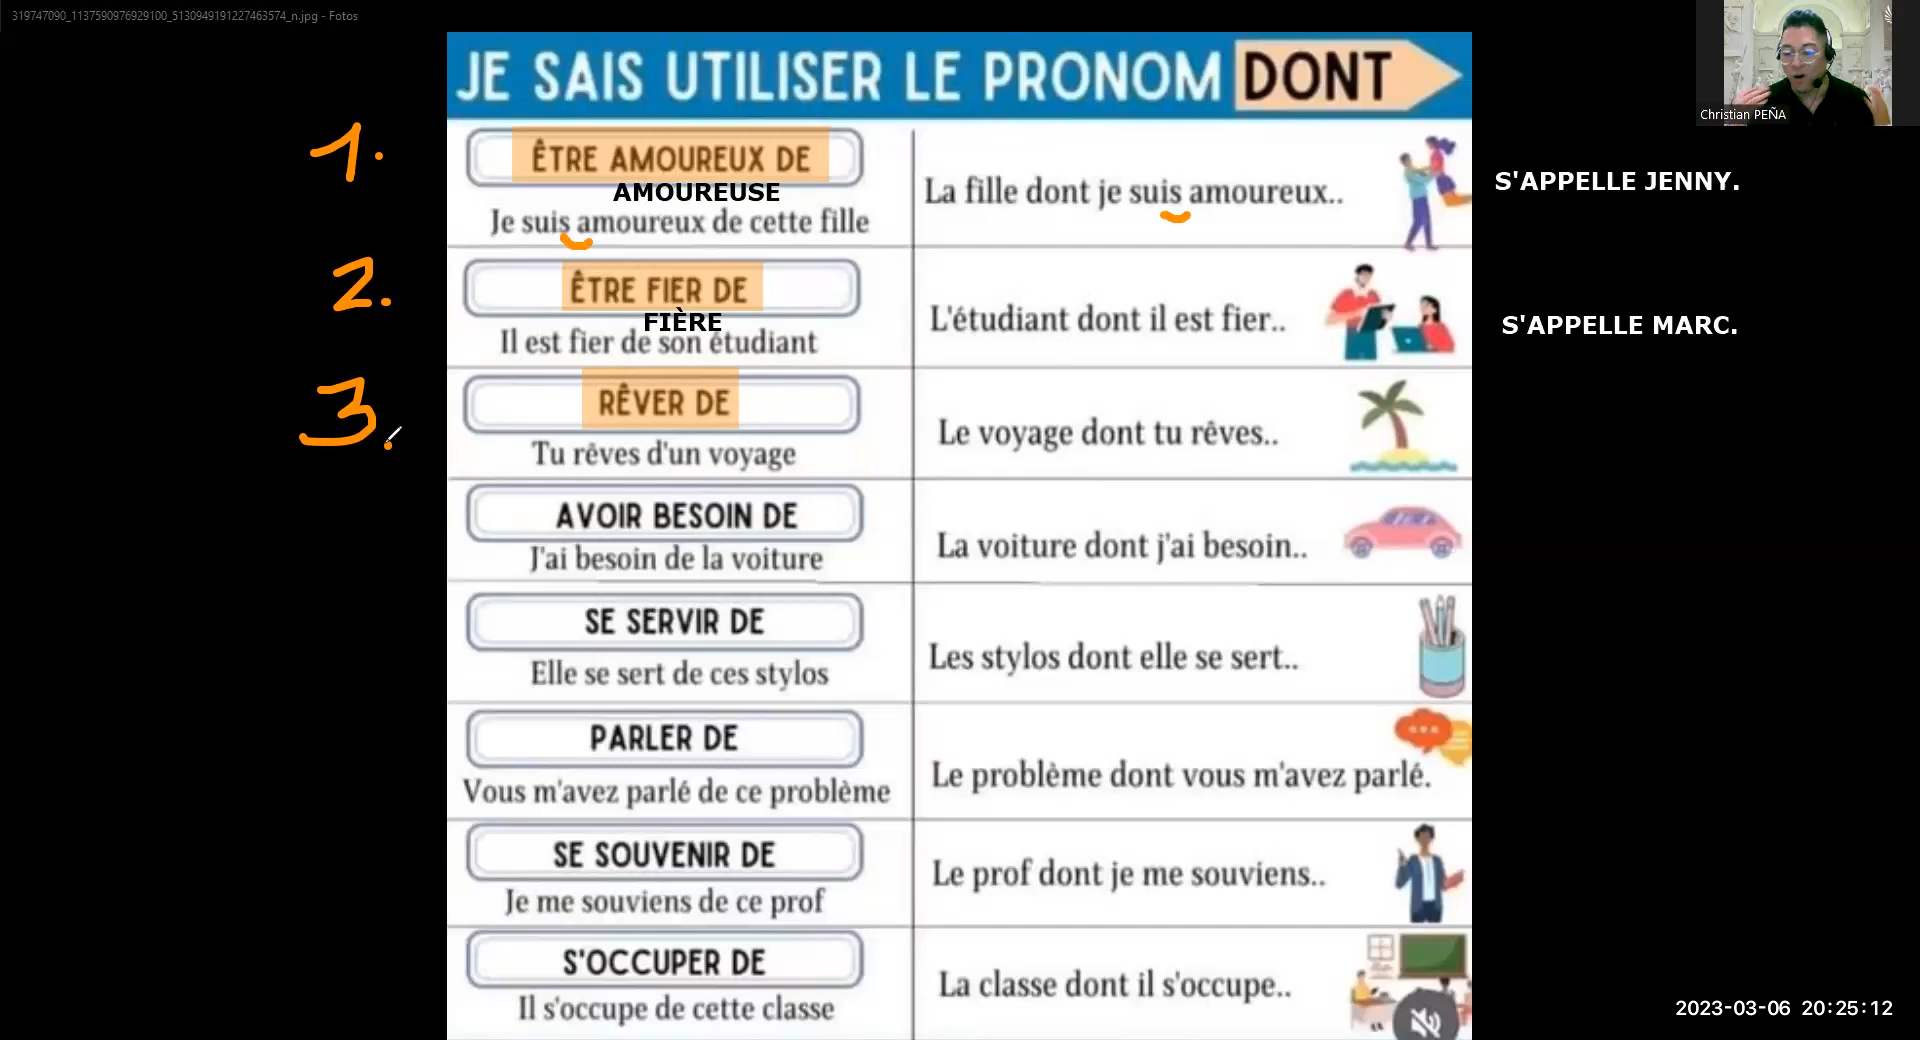 319747090_1137590976929100_5130949191227463574_n.jpg - Fotos
JE SAIS UTILISER LE PRONOM DONT
Christian PEÑA
1.
ÊTRE AMOUREUX DE
AMOUREUSE
Je suis amoureux de cette fille
La fille dont je suis amoureux..
S'APPELLE JENNY.
2.
ÊTRE FIER DE
FIÈRE
Il est fier de son étudiant
L'étudiant dont il est fier..
S'APPELLE MARC.
3.
RÊVER DE
Tu rêves d'un voyage
Le voyage dont tu rêves..
AVOIR BESOIN DE
J'ai besoin de la voiture
La voiture dont j'ai besoin..
SE SERVIR DE
Elle se sert de ces stylos
Les stylos dont elle se sert..
PARLER DE
Vous m'avez parlé de ce problème
Le problème dont vous m'avez parlé.
SE SOUVENIR DE
Je me souviens de ce prof
Le prof dont je me souviens..
S'OCCUPER DE
Il s'occupe de cette classe
La classe dont il s'occupe..
2023-03-06 20:25:12